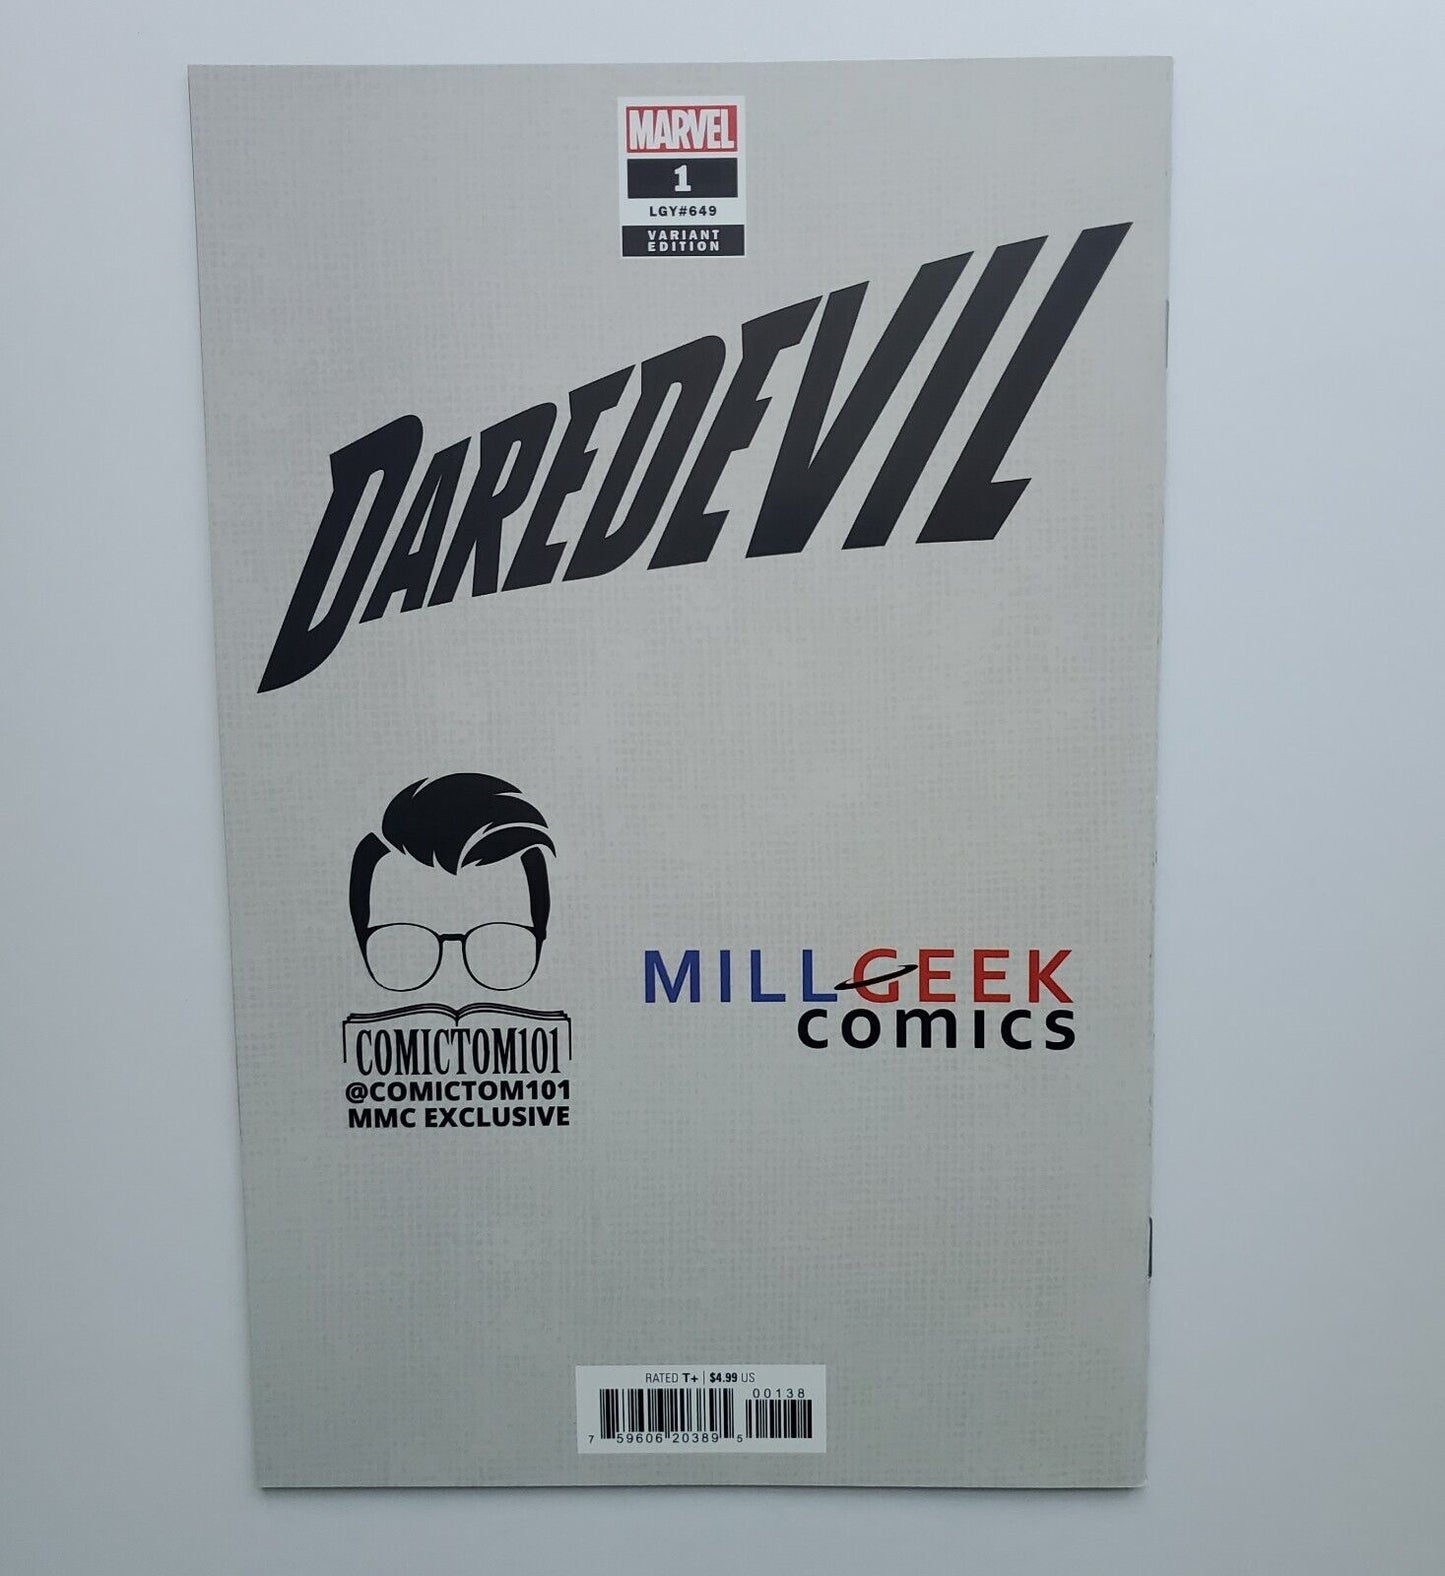 MARVEL
1
LGY#649
VARIANT
EDITION
DAREDEVIL
COMICTOM101
@COMICTOM101
MMC EXCLUSIVE
MILLGEEK
comics
RATED T+ | $4.99 US
00138
7 59606 20389 5